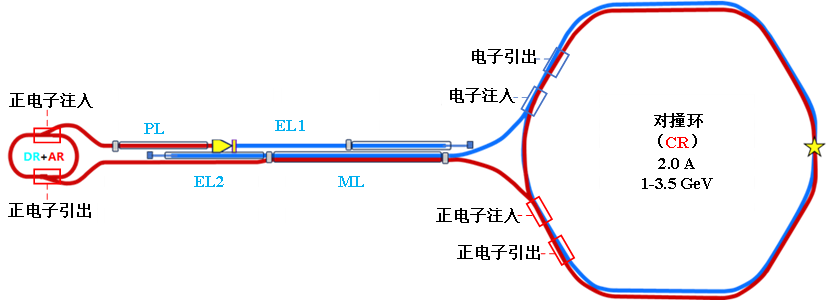 正电子注入
DR+AR
正电子引出
PL
EL1
EL2
ML
电子引出
电子注入
正电子注入
正电子引出
对撞环
（CR）
2.0 A
1-3.5 GeV